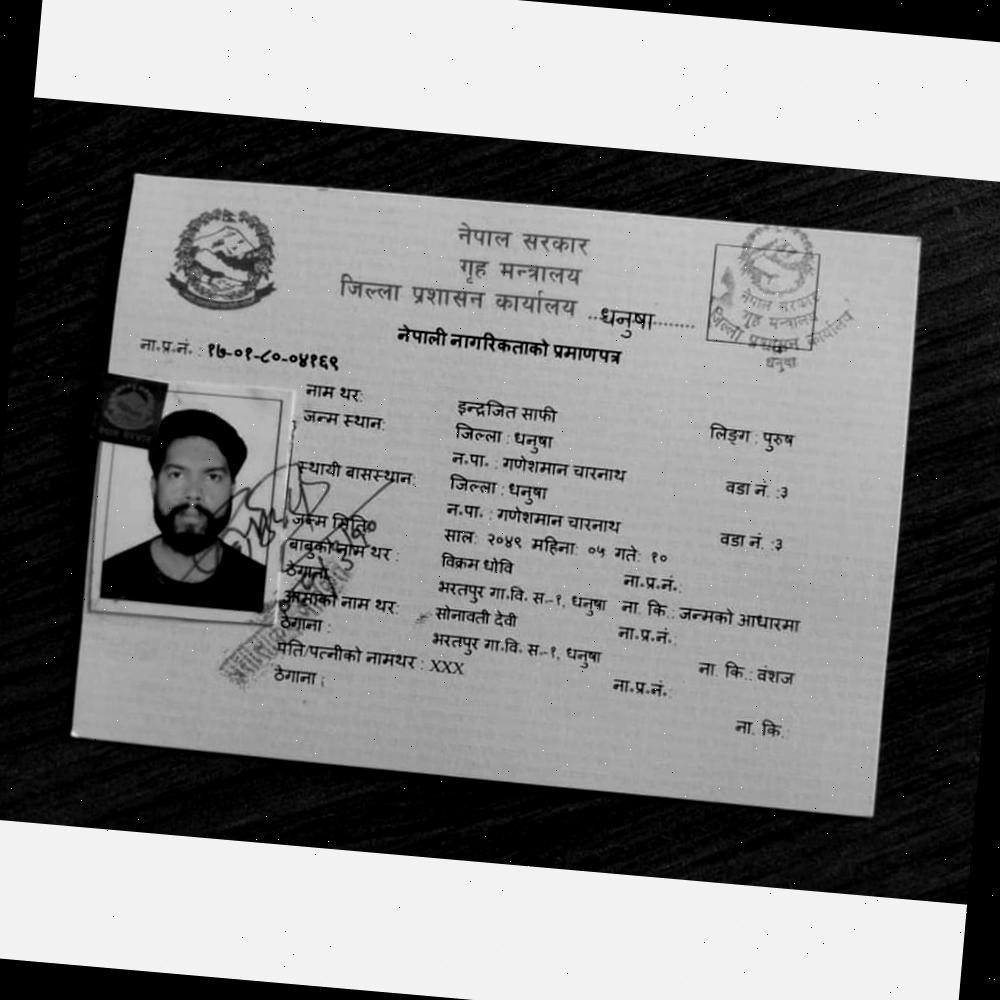 नेपाल सरकार
गृह मन्त्रालय
जिल्ला प्रशासन कार्यालय ..धनुषा........
नेपाली नागरिकताको प्रमाणपत्र
नेपाल सरकार
गृह मन्त्रालय
जिल्ला प्रशासन कार्यालय
धनुषा
ना.प्र.नं. : १७-०१-८०-०४१६९
नाम थर: इन्द्रजित साफी लिङ्ग : पुरुष
जन्म स्थान: जिल्ला : धनुषा
न.पा. : गणेशमान चारनाथ वडा नं. :३
स्थायी बासस्थान: जिल्ला : धनुषा
न.पा. : गणेशमान चारनाथ वडा नं. :३
जन्म मिति० साल: २०४९ महिना: ०५ गते: १०
बाबुको नाम थर : विक्रम धोवि ना.प्र.नं.:
ठेगाना भरतपुर गा.वि. स.-१, धनुषा ना. कि.: जन्मको आधारमा
आमाको नाम थर: सोनावती देवी ना.प्र.नं.:
ठेगाना : भरतपुर गा.वि. स.-१, धनुषा ना. कि.: वंशज
पति/पत्नीको नामथर : XXX ना.प्र.नं.:
ठेगाना :
ना. कि.: